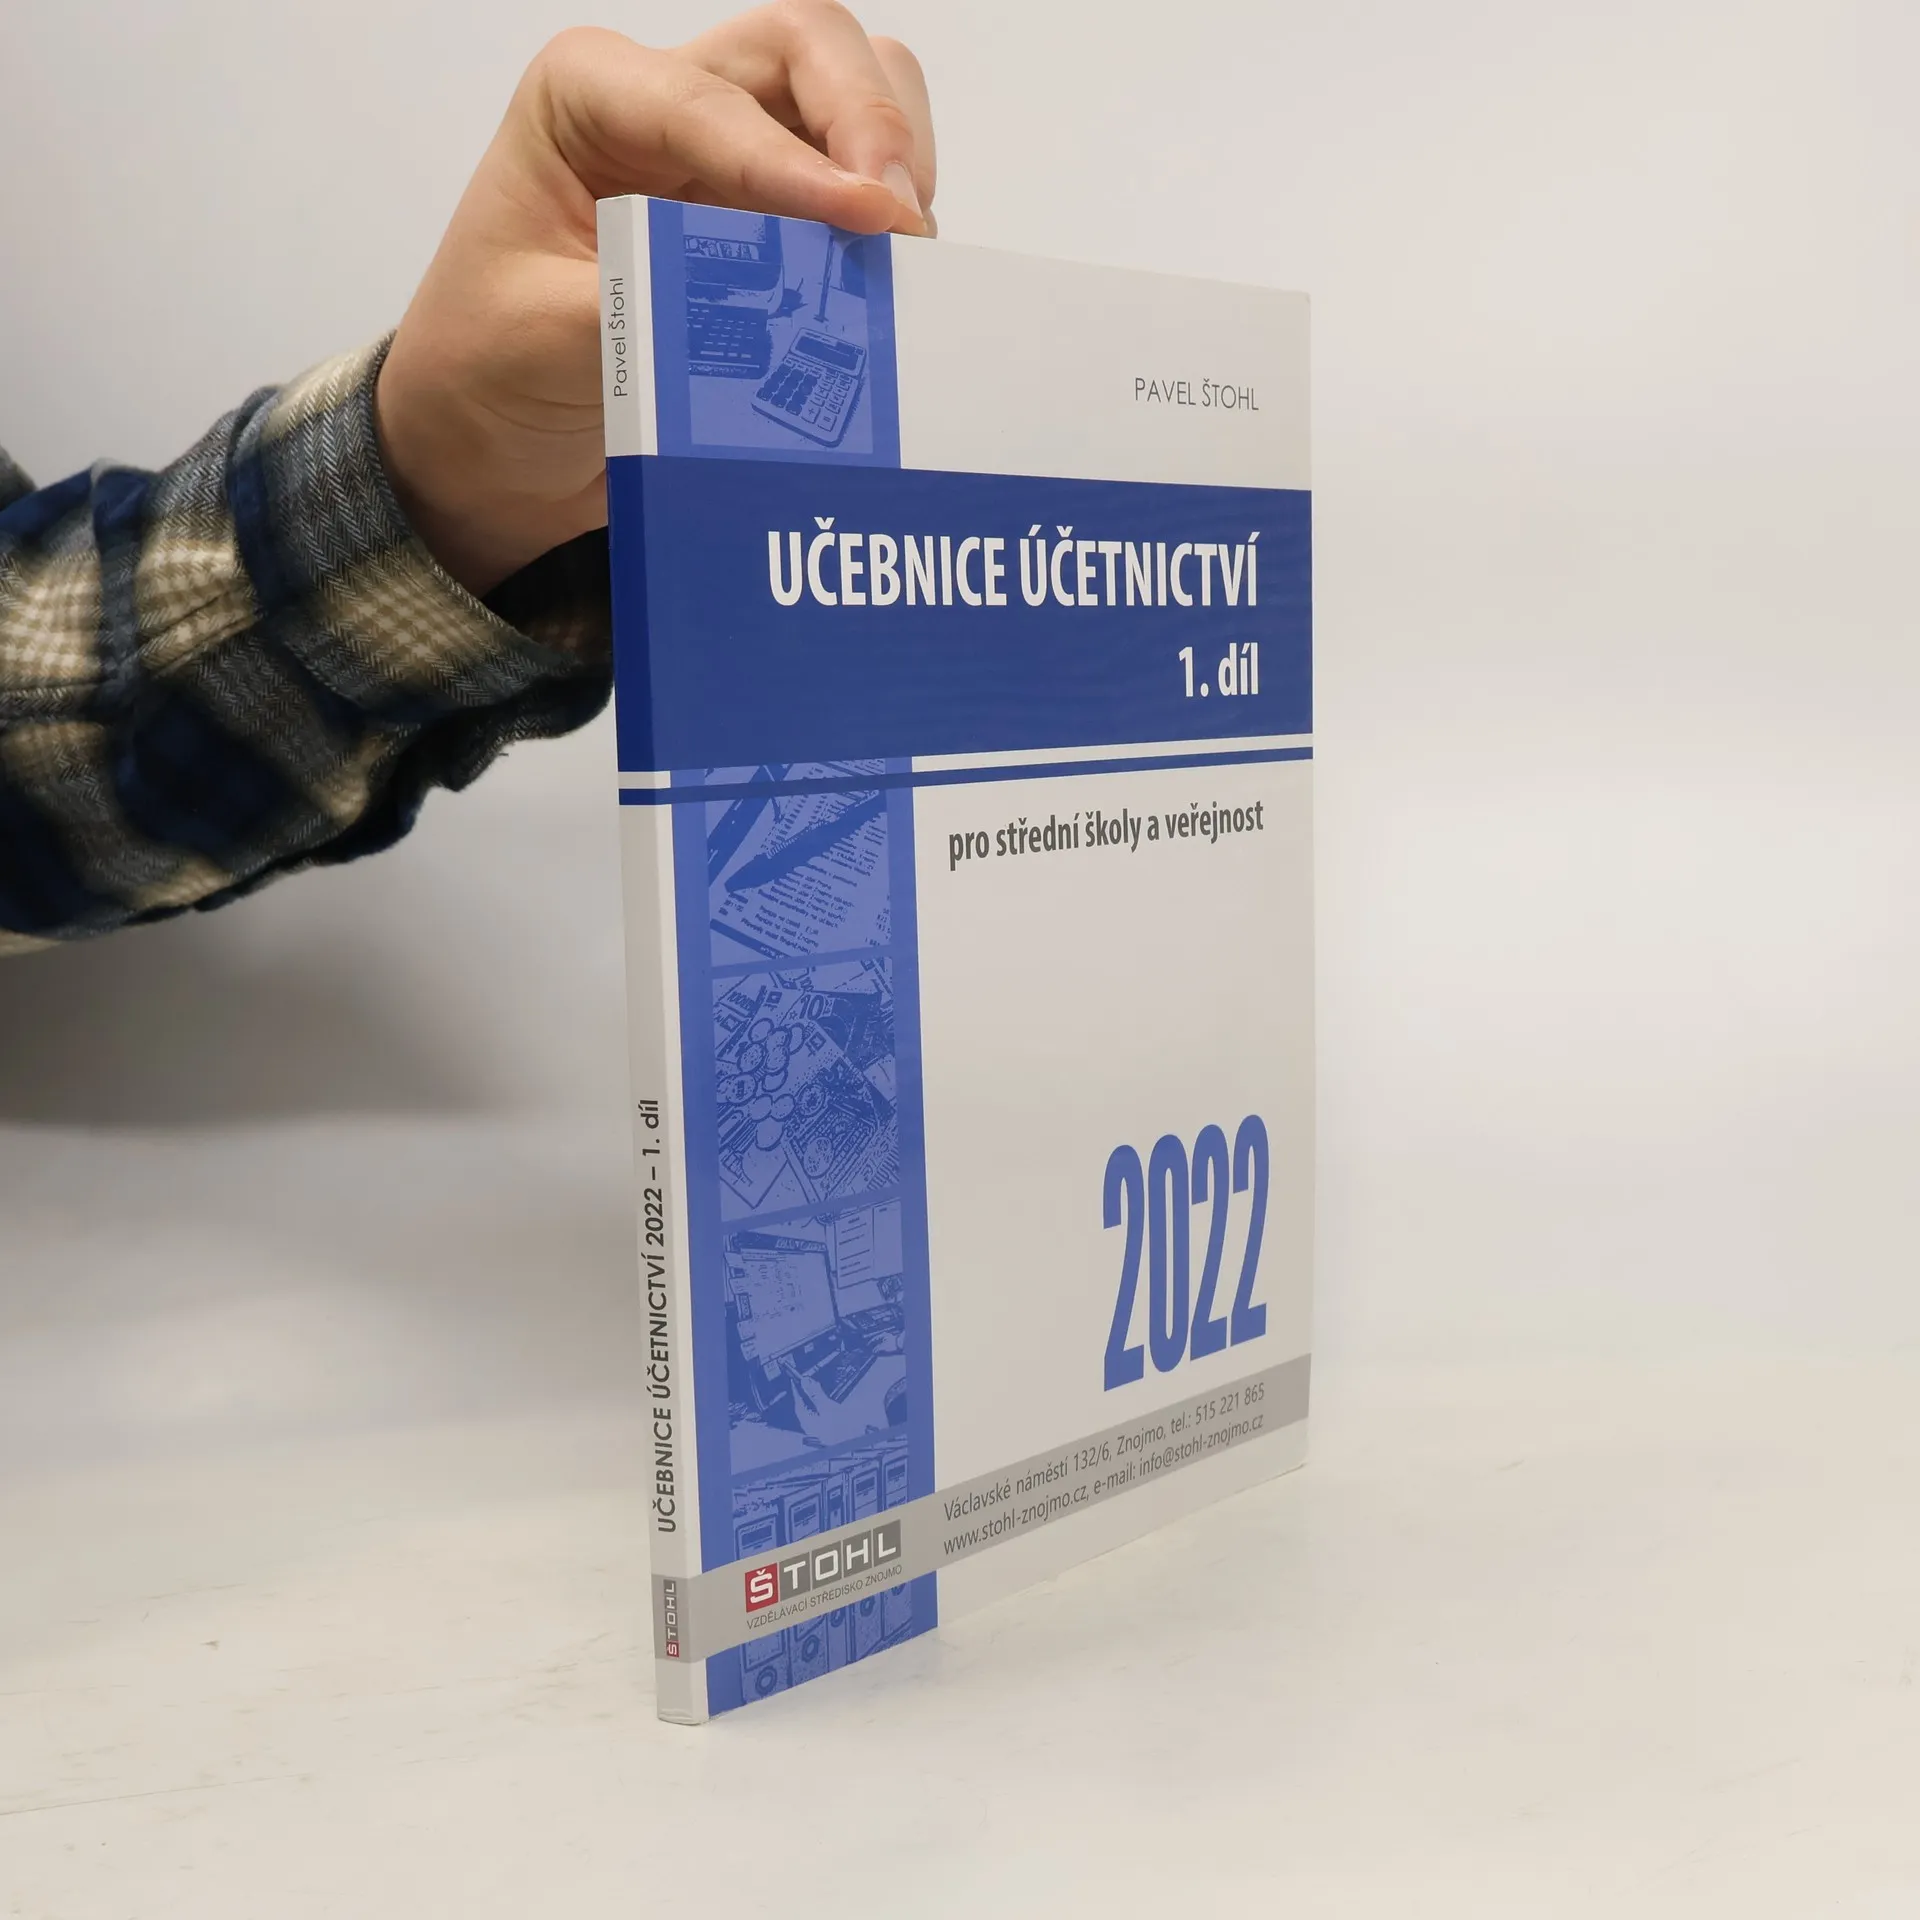 Pavel Štohl
UČEBNICE ÚČETNICTVÍ 2022 – 1. díl
ŠTOHL
PAVEL ŠTOHL
UČEBNICE ÚČETNICTVÍ
1. díl
pro střední školy a veřejnost
2022
Václavské náměstí 132/6, Znojmo, tel.: 515 221 865
www.stohl-znojmo.cz, e-mail: info@stohl-znojmo.cz
ŠTOHL
VZDĚLÁVACÍ STŘEDISKO ZNOJMO